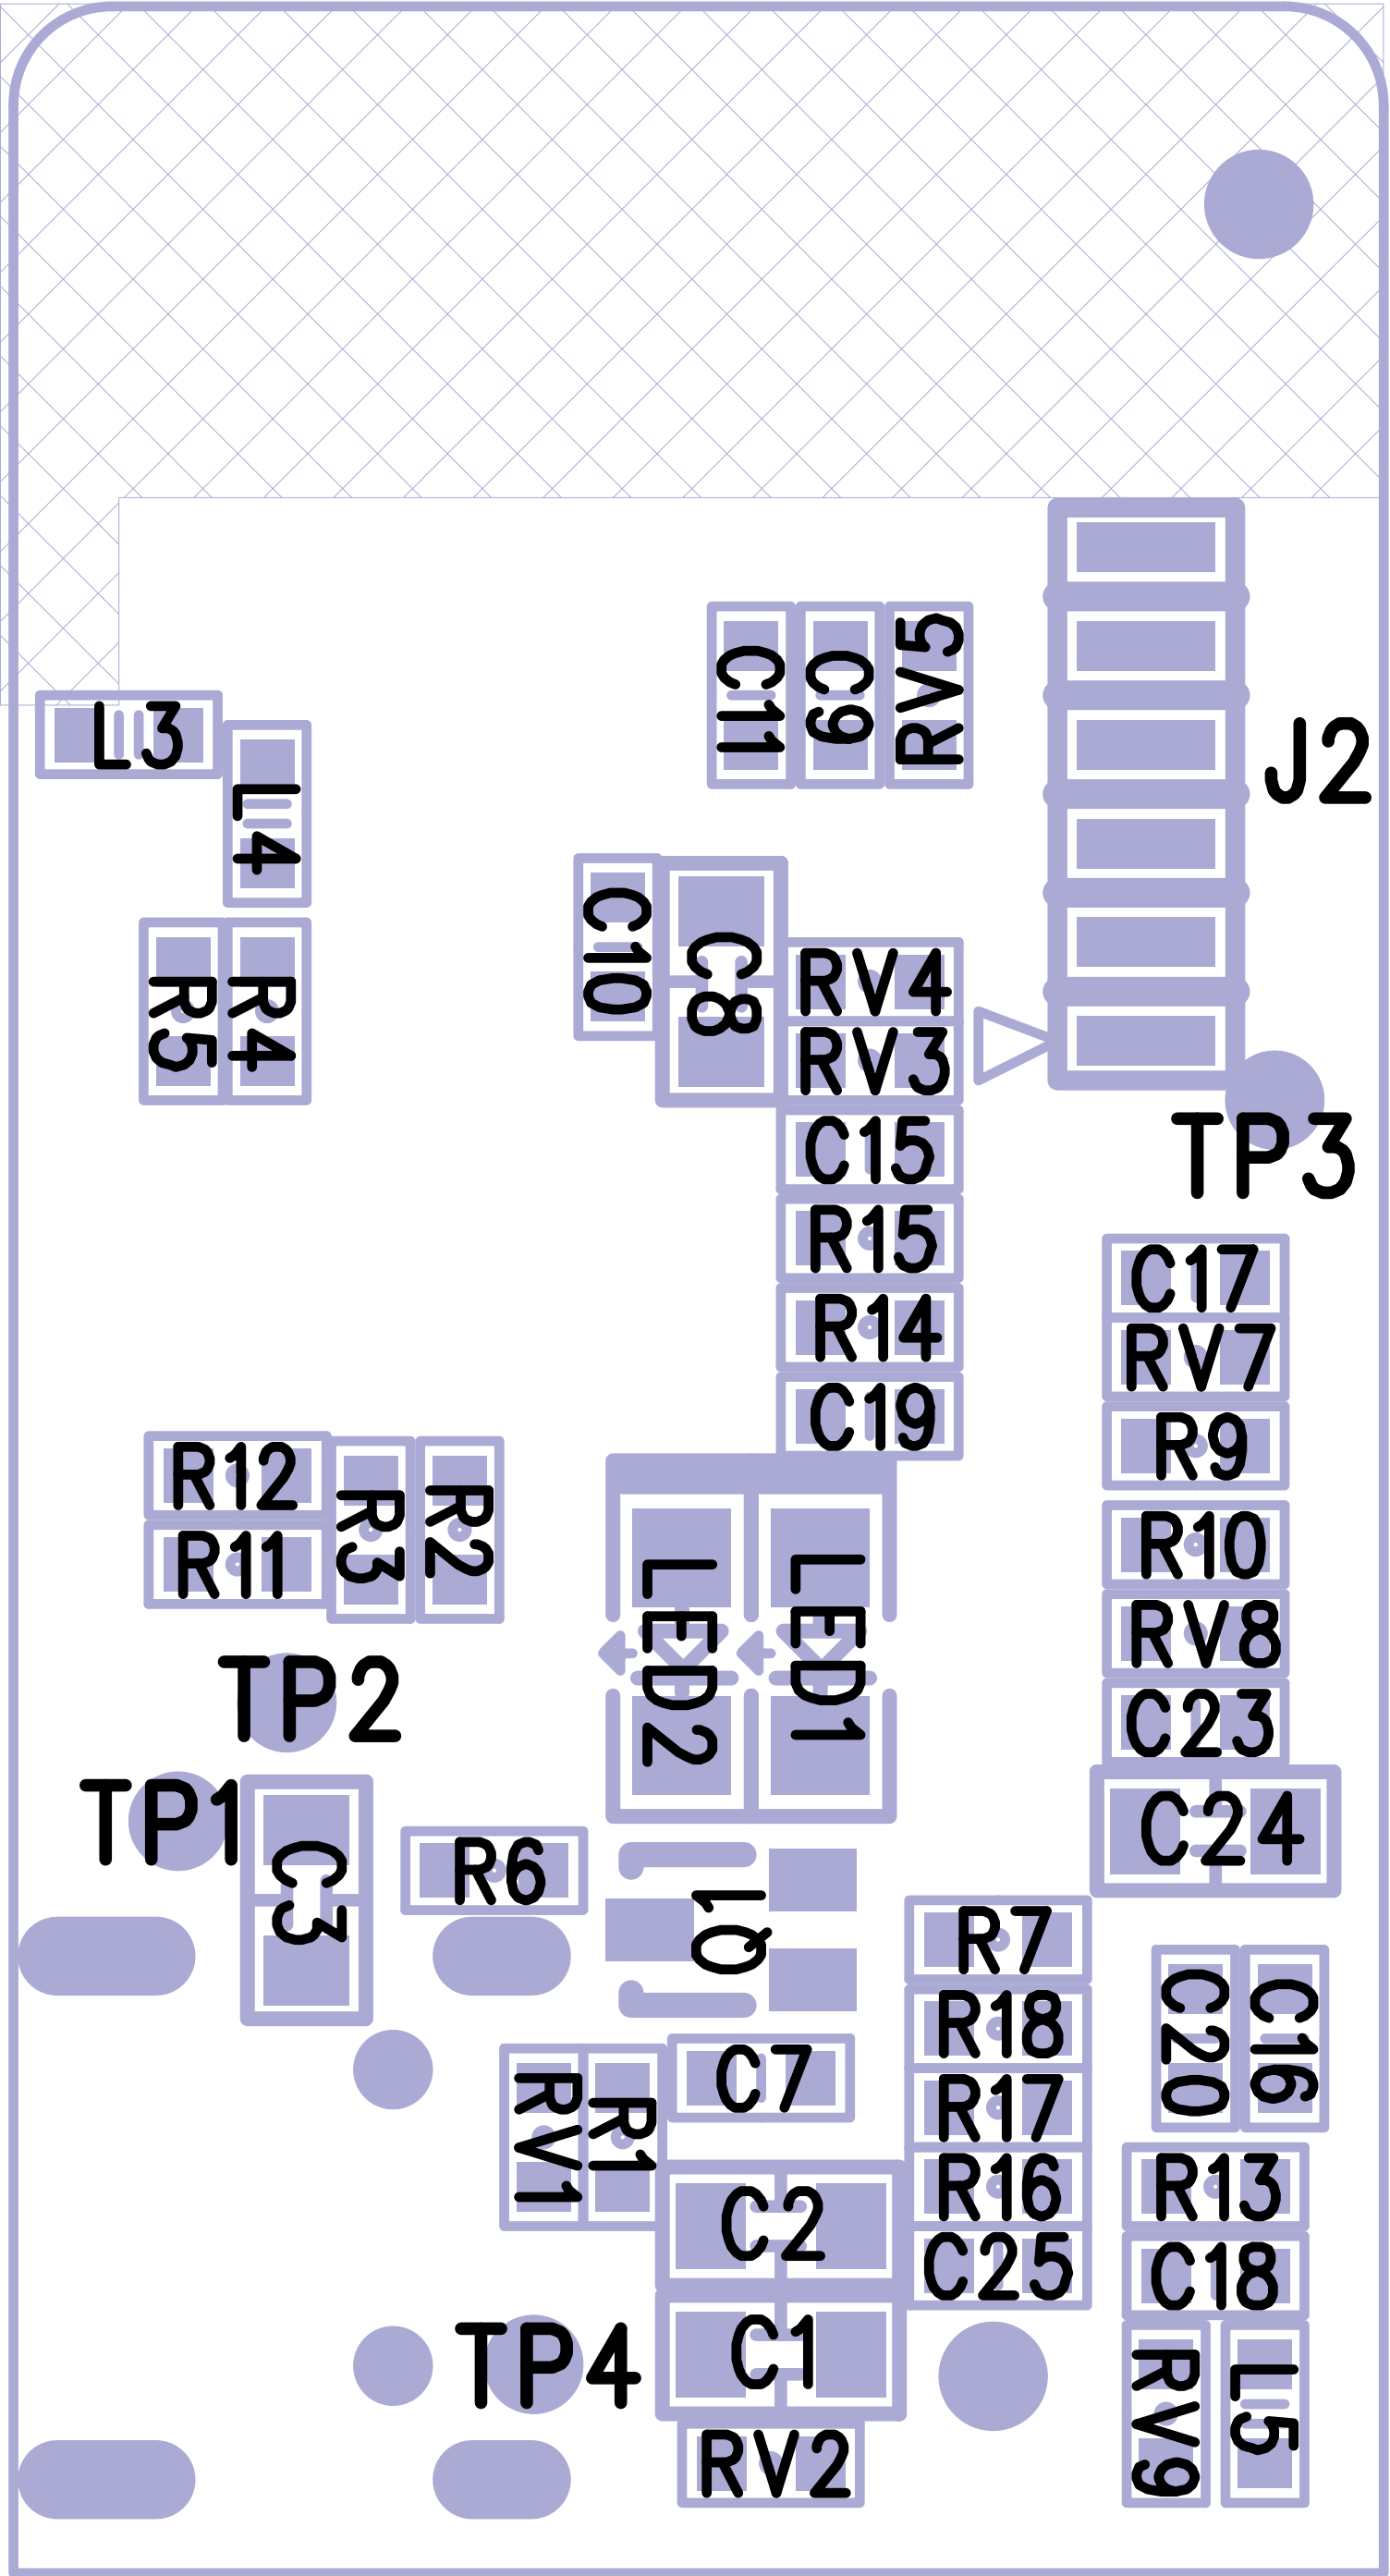 C11
C9
RV5
L3
J2
L4
C10
C8
RV4
R5
R4
RV3
C15
TP3
R15
C17
R14
RV7
C19
R9
R12
R3
R2
R10
R11
LED2
LED1
RV8
TP2
C23
TP1
C24
C3
R6
Q1
R7
R18
C20
C16
C7
RV1
R1
R17
R16
R13
C2
C25
C18
TP4
C1
RV9
L5
RV2